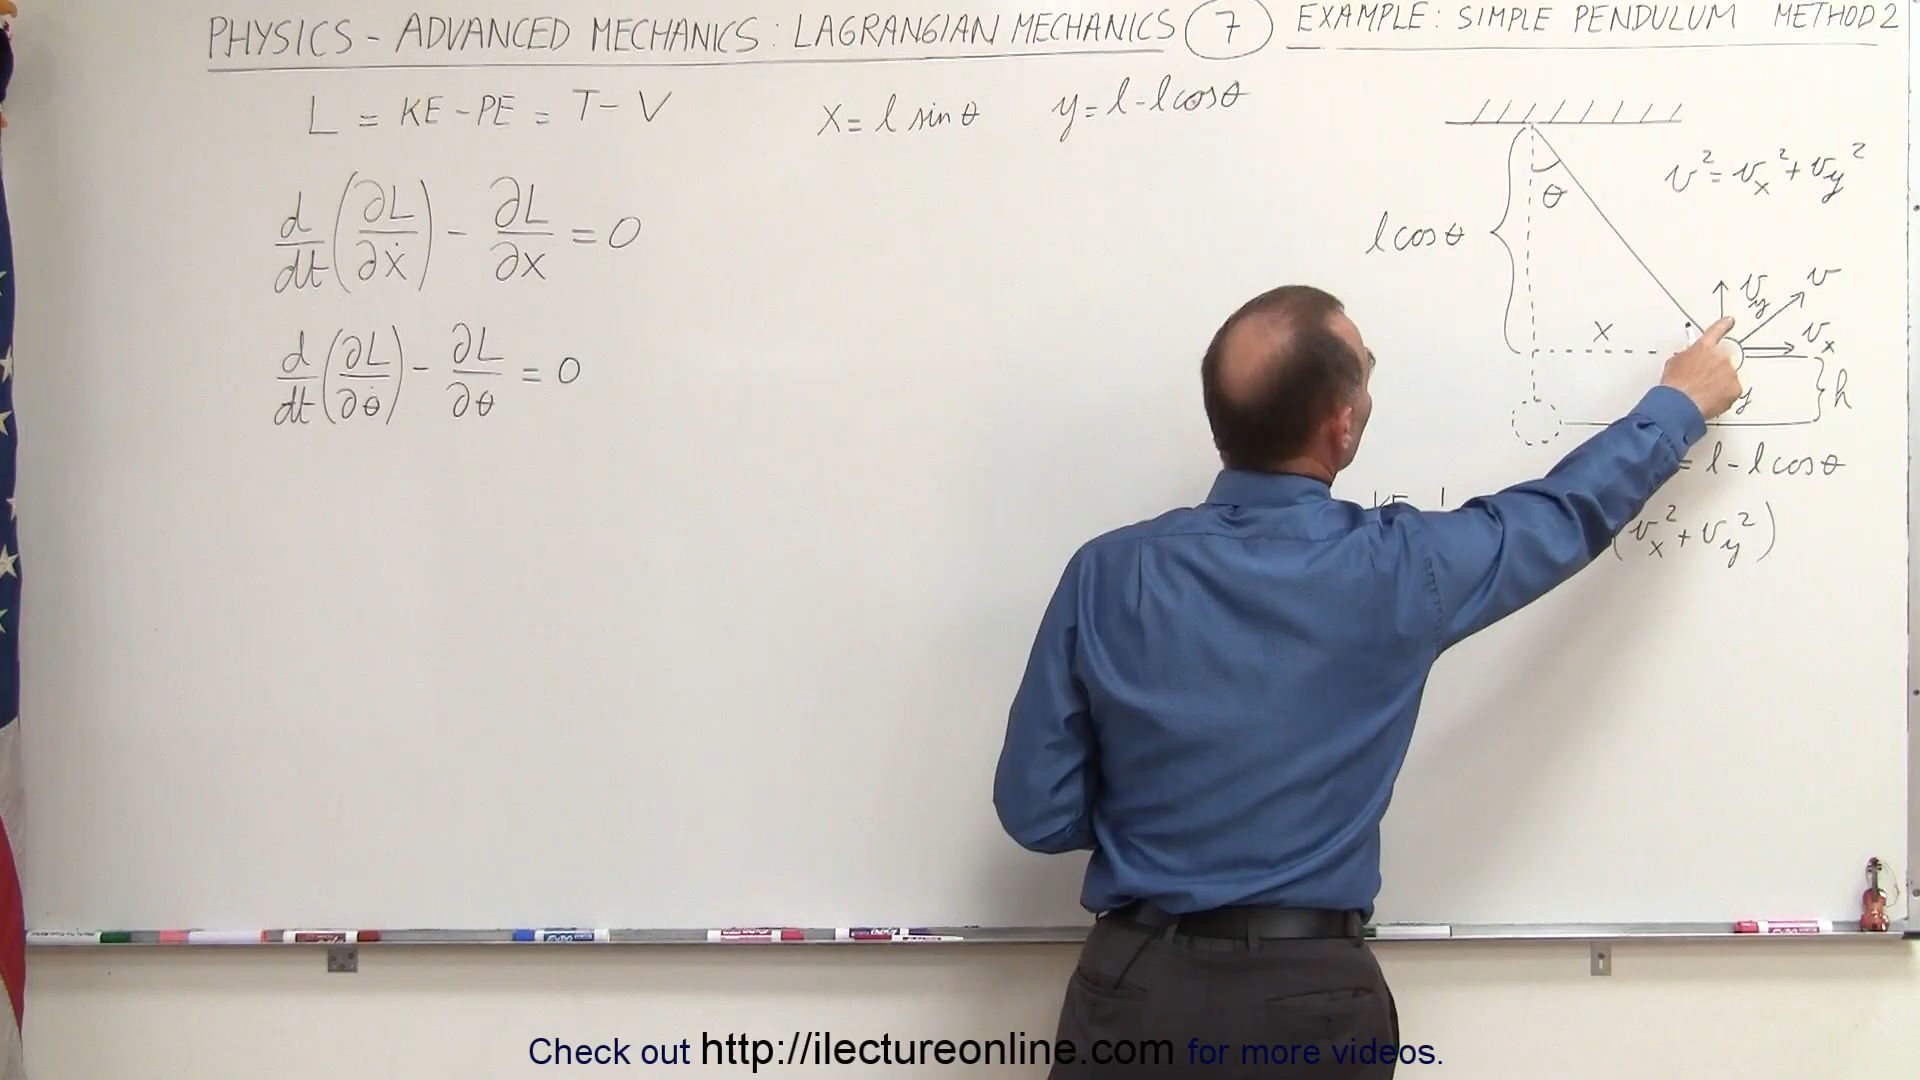 PHYSICS - ADVANCED MECHANICS: LAGRANGIAN MECHANICS 7 EXAMPLE: SIMPLE PENDULUM METHOD 2
L = KE - PE = T - V
x = l sin θ
y = l - l cos θ
d/dt (∂L/∂ẋ) - ∂L/∂x = 0
d/dt (∂L/∂θ̇) - ∂L/∂θ = 0
θ
v² = vx² + vy²
l cos θ
vy
v
x
vx
y
h
= l - l cos θ
KE
(vx² + vy²)
Check out http://ilectureonline.com for more videos.